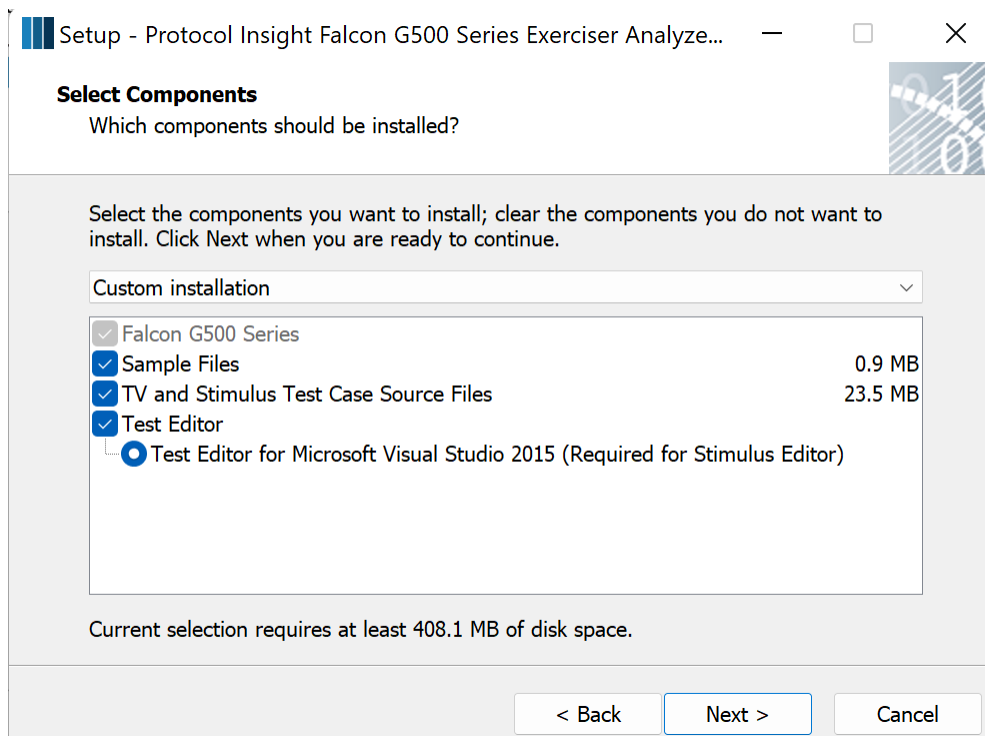 Setup - Protocol Insight Falcon G500 Series Exerciser Analyze...
Select Components
Which components should be installed?
Select the components you want to install; clear the components you do not want to
install. Click Next when you are ready to continue.
Custom installation
Falcon G500 Series
Sample Files 0.9 MB
TV and Stimulus Test Case Source Files 23.5 MB
Test Editor
Test Editor for Microsoft Visual Studio 2015 (Required for Stimulus Editor)
Current selection requires at least 408.1 MB of disk space.
< Back Next > Cancel